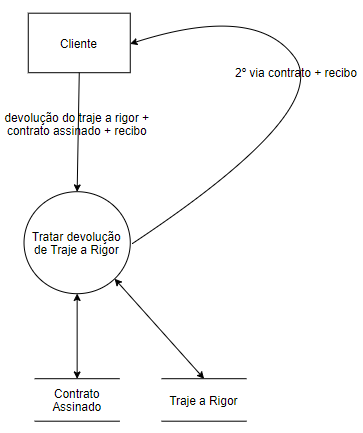 Cliente
2º via contrato + recibo
devolução do traje a rigor +
contrato assinado + recibo
Tratar devolução
de Traje a Rigor
Contrato
Assinado
Traje a Rigor